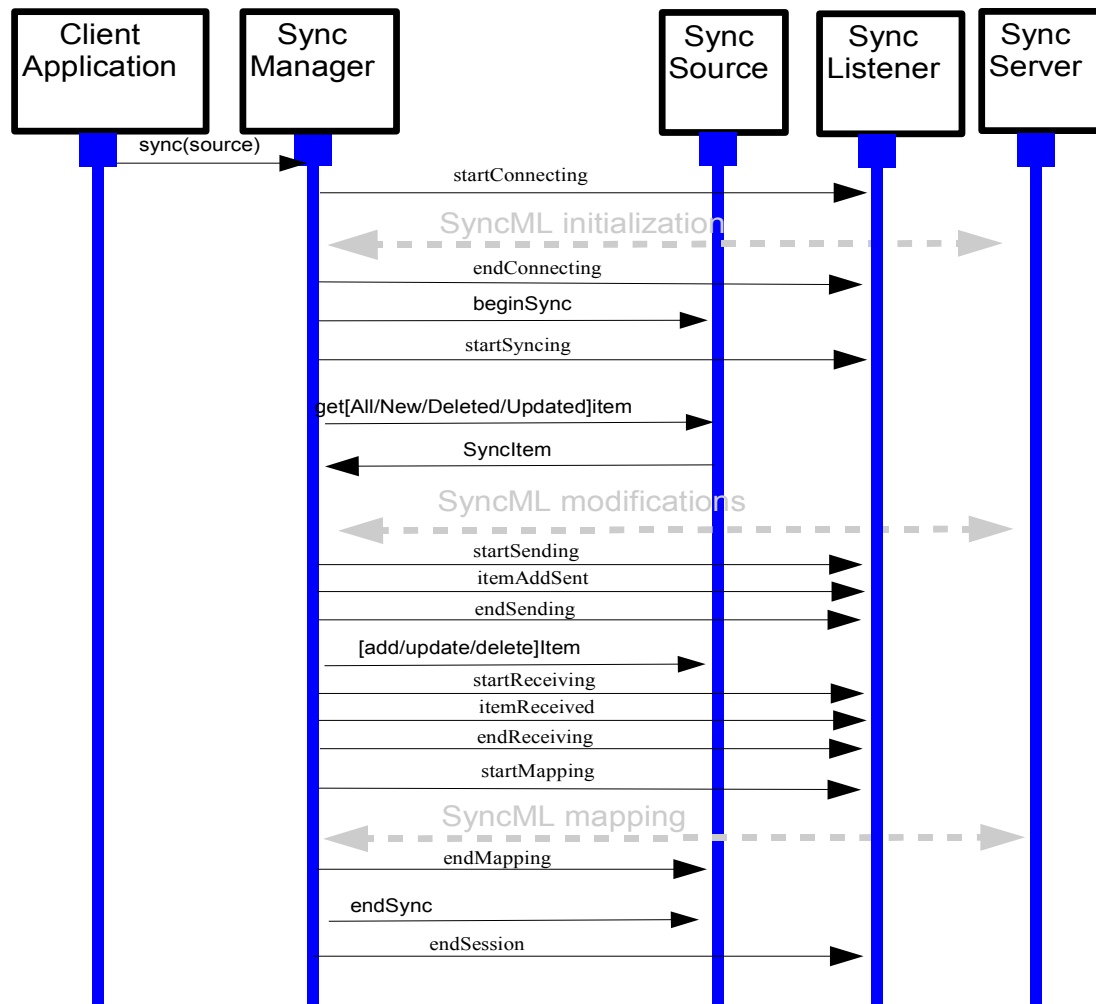 Client
Application
Sync
Manager
Sync
Source
Sync
Listener
Sync
Server
sync(source)
startConnecting
SyncML initialization
endConnecting
beginSync
startSyncing
get[All/New/Deleted/Updated]item
SyncItem
SyncML modifications
startSending
itemAddSent
endSending
[add/update/delete]Item
startReceiving
itemReceived
endReceiving
startMapping
SyncML mapping
endMapping
endSync
endSession